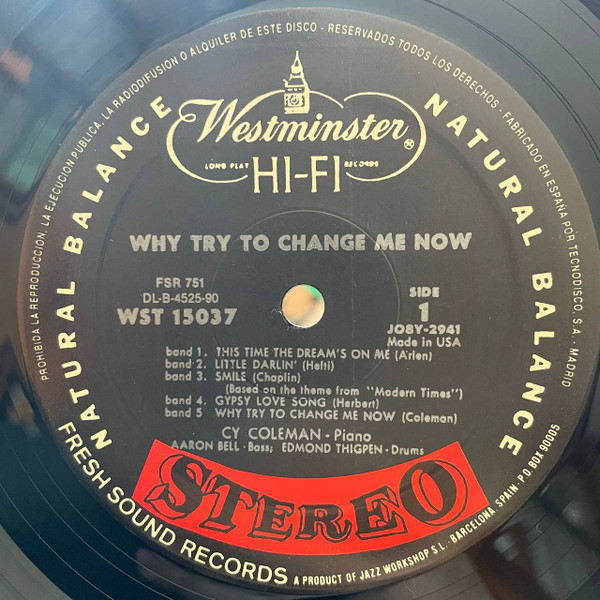 PROHIBIDA LA REPRODUCCION, LA EJECUCION PUBLICA, LA RADIODIFUSION O ALQUILER DE ESTE DISCO - RESERVADOS TODOS LOS DERECHOS - FABRICADO EN ESPAÑA POR TECNODISCO, S.A. - MADRID
NATURAL BALANCE
NATURAL BALANCE
Westminster®
LONG PLAY RECORDS
HI-FI
WHY TRY TO CHANGE ME NOW
FSR 751
DL-B-4525-90
WST 15037
SIDE
1
JOBY-2941
Made in USA
band 1. THIS TIME THE DREAM'S ON ME (Arlen)
band 2. LITTLE DARLIN' (Hefti)
band 3. SMILE (Chaplin)
(Based on the theme from "Modern Times")
band 4. GYPSY LOVE SONG (Herbert)
band 5 WHY TRY TO CHANGE ME NOW (Coleman)
CY COLEMAN - Piano
AARON BELL - Bass; EDMOND THIGPEN - Drums
STEREO
FRESH SOUND RECORDS A PRODUCT OF JAZZ WORKSHOP S.L. - BARCELONA, SPAIN - P.O. BOX 90005